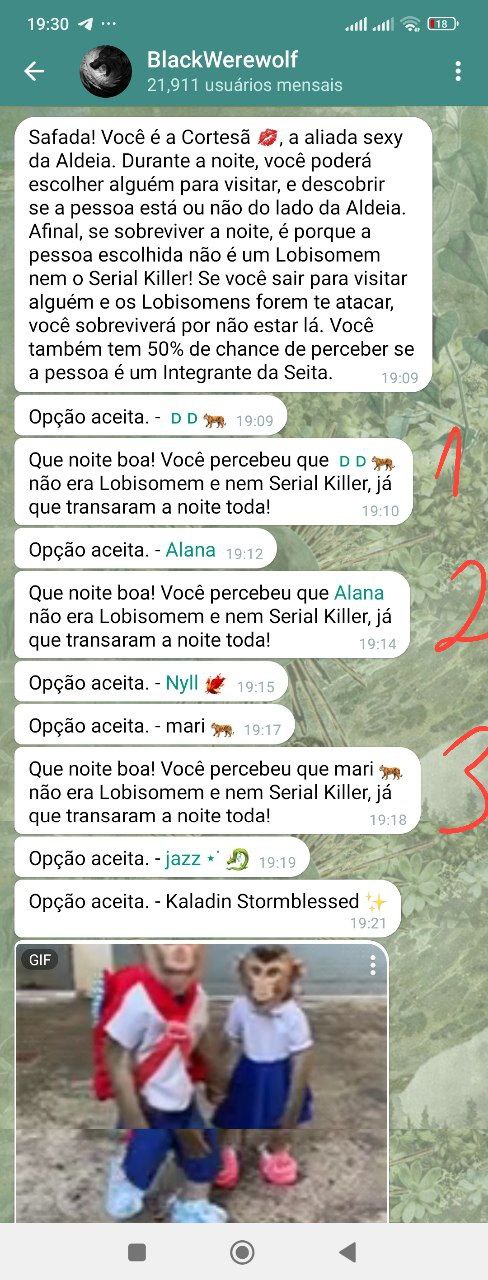 19:30
18
BlackWerewolf
21,911 usuários mensais
Safada! Você é a Cortesã 💋, a aliada sexy
da Aldeia. Durante a noite, você poderá
escolher alguém para visitar, e descobrir
se a pessoa está ou não do lado da Aldeia.
Afinal, se sobreviver a noite, é porque a
pessoa escolhida não é um Lobisomem
nem o Serial Killer! Se você sair para visitar
alguém e os Lobisomens forem te atacar,
você sobreviverá por não estar lá. Você
também tem 50% de chance de perceber se
a pessoa é um Integrante da Seita. 19:09
Opção aceita. - D D 🐅 19:09
1
Que noite boa! Você percebeu que D D 🐅
não era Lobisomem e nem Serial Killer, já
que transaram a noite toda! 19:10
Opção aceita. - Alana 19:12
2
Que noite boa! Você percebeu que Alana
não era Lobisomem e nem Serial Killer, já
que transaram a noite toda! 19:14
Opção aceita. - Nyll 🐦‍🔥 19:15
Opção aceita. - mari 🐅 19:17
3
Que noite boa! Você percebeu que mari 🐅
não era Lobisomem e nem Serial Killer, já
que transaram a noite toda! 19:18
Opção aceita. - jazz ⋆˙ 🐉 19:19
Opção aceita. - Kaladin Stormblessed ✨
19:21
GIF